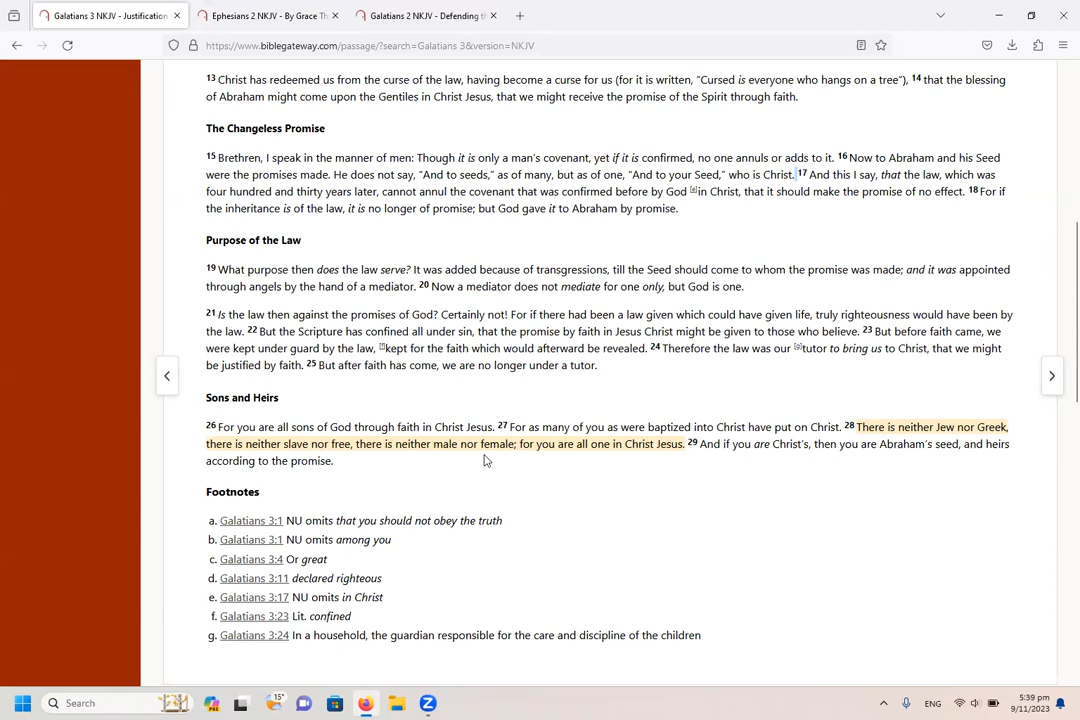 Galatians 3 NKJV - Justification
Ephesians 2 NKJV - By Grace Th
Galatians 2 NKJV - Defending th
https://www.biblegateway.com/passage/?search=Galatians 3&version=NKJV
13 Christ has redeemed us from the curse of the law, having become a curse for us (for it is written, “Cursed is everyone who hangs on a tree”), 14 that the blessing
of Abraham might come upon the Gentiles in Christ Jesus, that we might receive the promise of the Spirit through faith.
The Changeless Promise
15 Brethren, I speak in the manner of men: Though it is only a man’s covenant, yet if it is confirmed, no one annuls or adds to it. 16 Now to Abraham and his Seed
were the promises made. He does not say, “And to seeds,” as of many, but as of one, “And to your Seed,” who is Christ. 17 And this I say, that the law, which was
four hundred and thirty years later, cannot annul the covenant that was confirmed before by God [e]in Christ, that it should make the promise of no effect. 18 For if
the inheritance is of the law, it is no longer of promise; but God gave it to Abraham by promise.
Purpose of the Law
19 What purpose then does the law serve? It was added because of transgressions, till the Seed should come to whom the promise was made; and it was appointed
through angels by the hand of a mediator. 20 Now a mediator does not mediate for one only, but God is one.
21 Is the law then against the promises of God? Certainly not! For if there had been a law given which could have given life, truly righteousness would have been by
the law. 22 But the Scripture has confined all under sin, that the promise by faith in Jesus Christ might be given to those who believe. 23 But before faith came, we
were kept under guard by the law, [f]kept for the faith which would afterward be revealed. 24 Therefore the law was our [g]tutor to bring us to Christ, that we might
be justified by faith. 25 But after faith has come, we are no longer under a tutor.
Sons and Heirs
26 For you are all sons of God through faith in Christ Jesus. 27 For as many of you as were baptized into Christ have put on Christ. 28 There is neither Jew nor Greek,
there is neither slave nor free, there is neither male nor female; for you are all one in Christ Jesus. 29 And if you are Christ’s, then you are Abraham’s seed, and heirs
according to the promise.
Footnotes
a. Galatians 3:1 NU omits that you should not obey the truth
b. Galatians 3:1 NU omits among you
c. Galatians 3:4 Or great
d. Galatians 3:11 declared righteous
e. Galatians 3:17 NU omits in Christ
f. Galatians 3:23 Lit. confined
g. Galatians 3:24 In a household, the guardian responsible for the care and discipline of the children
Search
15°
ENG
5:39 pm
9/11/2023